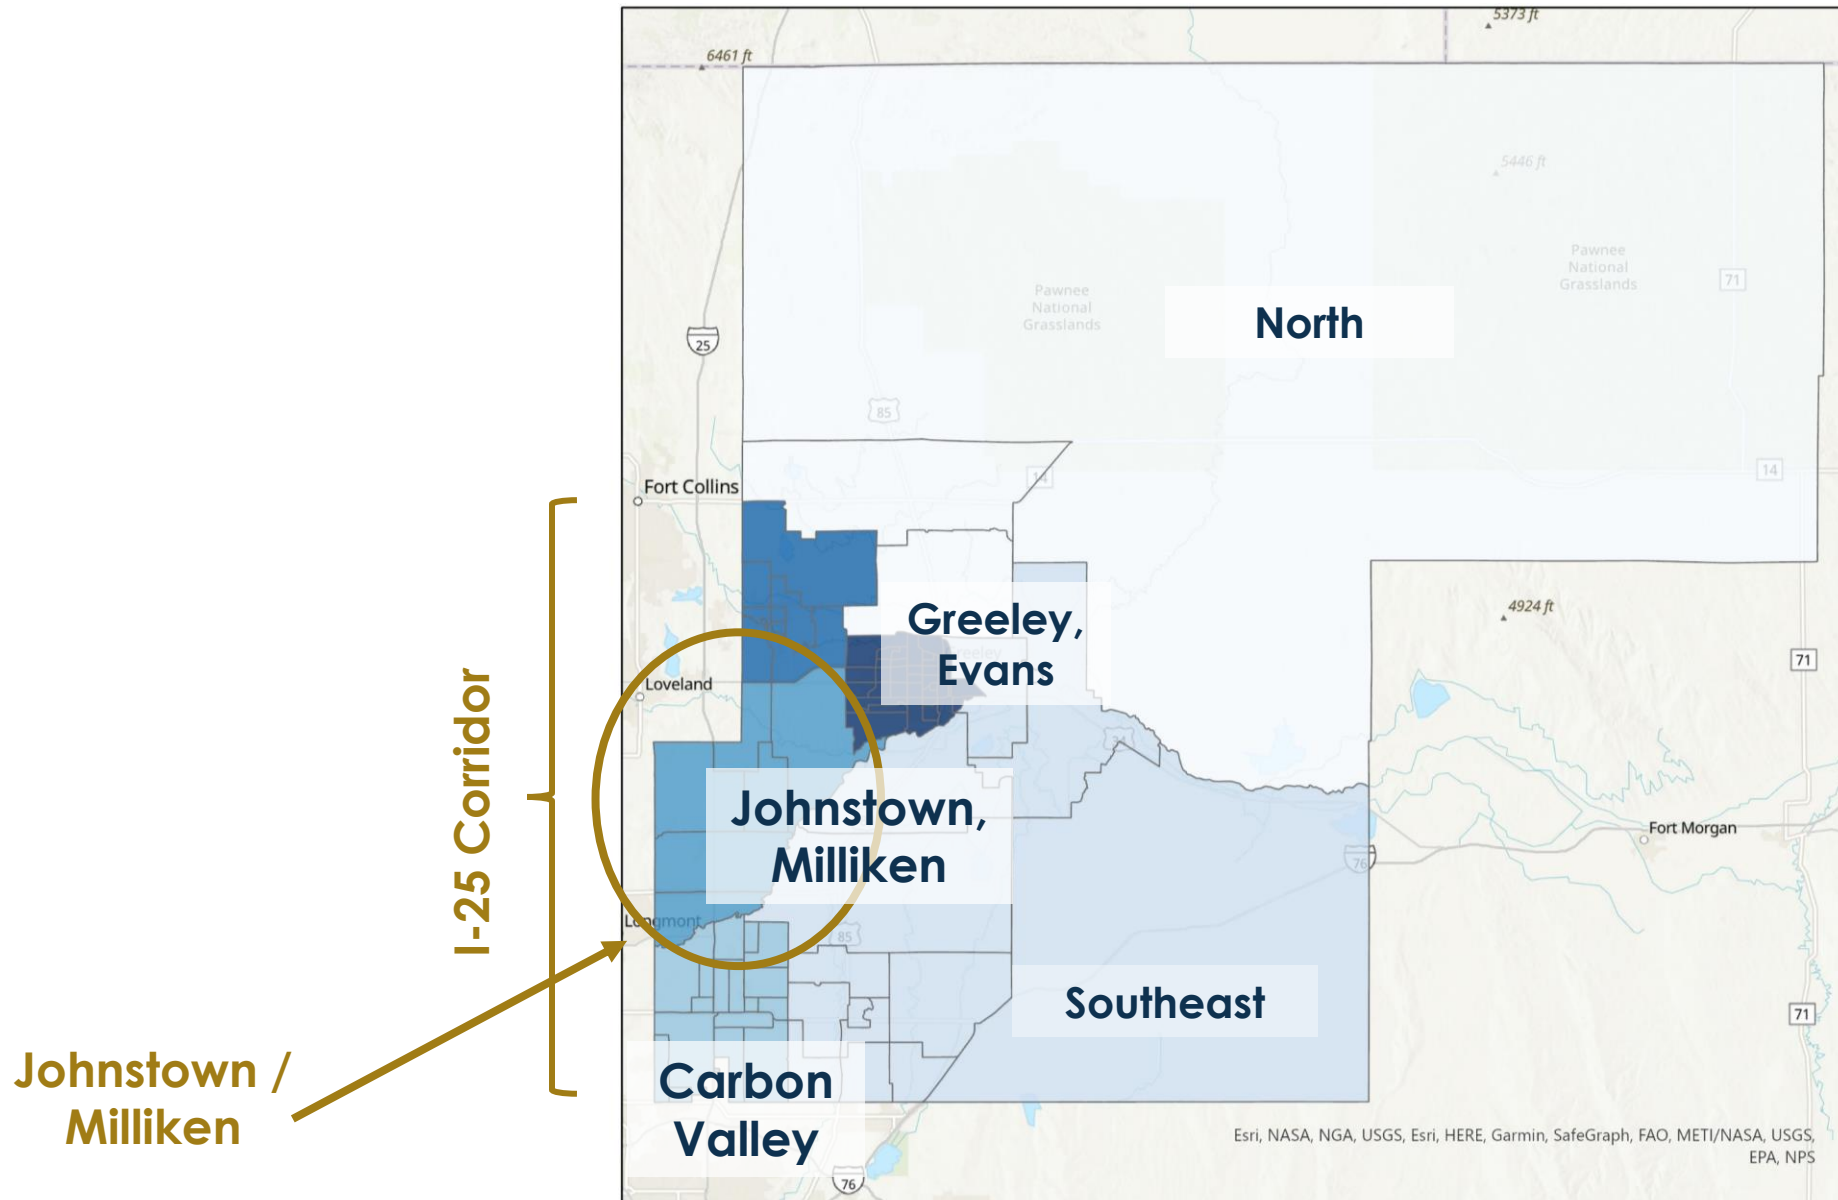 5373 ft
6461 ft
5446 ft
Pawnee
National
Grasslands
71
Pawnee
National
Grasslands
North
25
85
14
14
Fort Collins
Greeley,
Evans
Greeley
4924 ft
71
Loveland
34
I-25 Corridor
Johnstown,
Milliken
Fort Morgan
76
Longmont
85
Southeast
71
Johnstown /
Milliken
Carbon
Valley
Esri, NASA, NGA, USGS, Esri, HERE, Garmin, SafeGraph, FAO, METI/NASA, USGS,
EPA, NPS
76